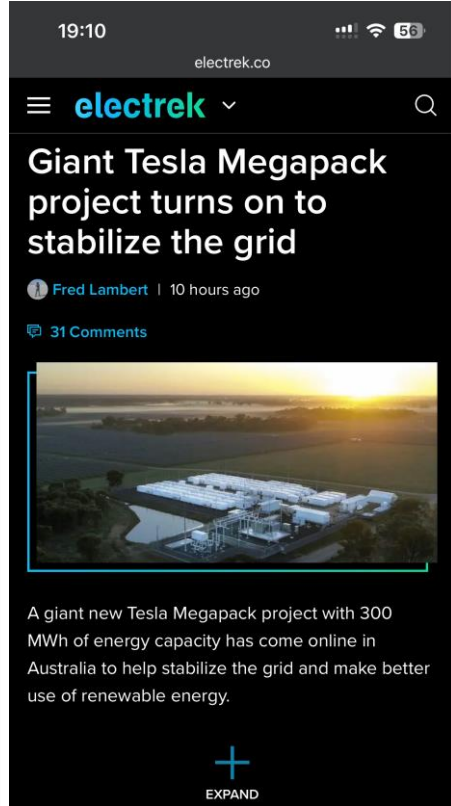 19:10
56
electrek.co
electrek
Giant Tesla Megapack
project turns on to
stabilize the grid
Fred Lambert | 10 hours ago
31 Comments
A giant new Tesla Megapack project with 300
MWh of energy capacity has come online in
Australia to help stabilize the grid and make better
use of renewable energy.
EXPAND